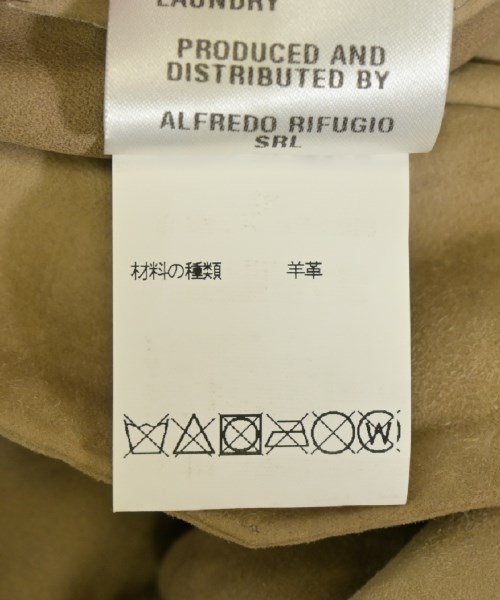 LAUNDRY
PRODUCED AND
DISTRIBUTED BY
ALFREDO RIFUGIO
SRL
材料の種類 羊革
W